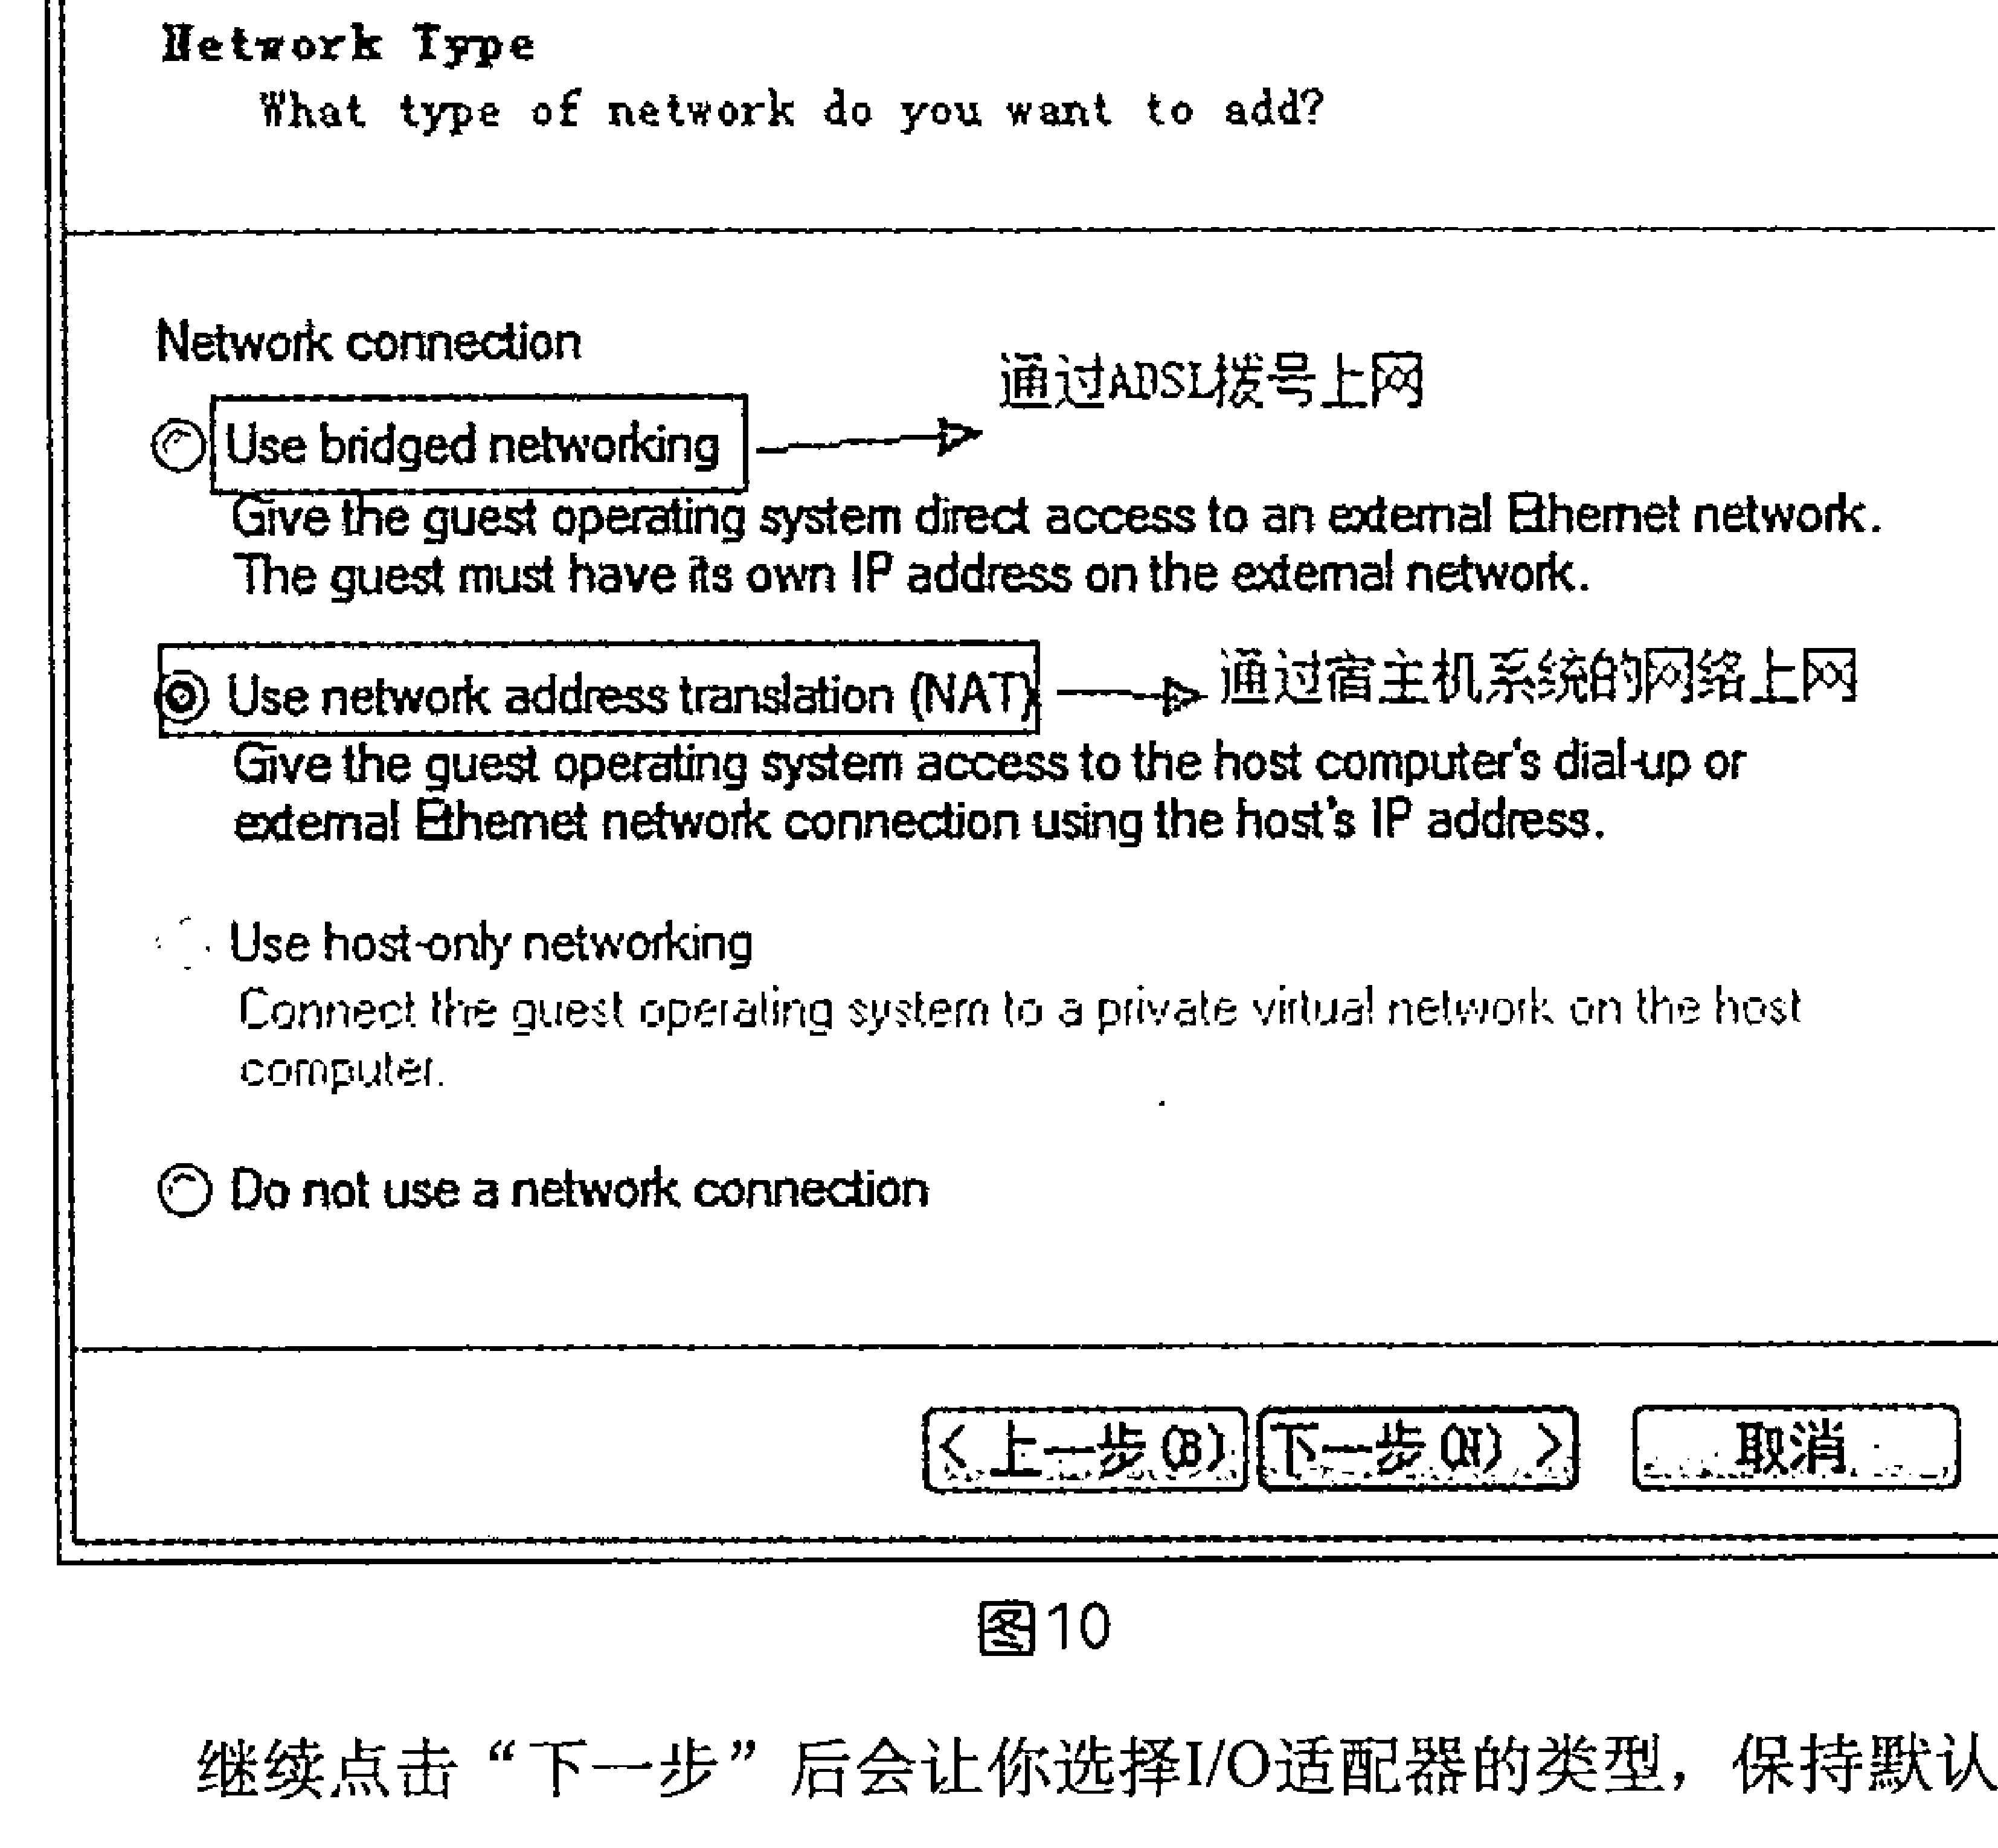 Network Type
What type of network do you want to add?
Network connection
通过ADSL拨号上网
Use bridged networking
Give the guest operating system direct access to an external Ethernet network.
The guest must have its own IP address on the external network.
Use network address translation (NAT)
通过宿主机系统的网络上网
Give the guest operating system access to the host computer's dial-up or
external Ethernet network connection using the host's IP address.
Use host-only networking
Connect the guest operating system to a private virtual network on the host
computer.
Do not use a network connection
< 上一步(B)
下一步(N) >
取消
图10
继续点击“下一步”后会让你选择I/O适配器的类型，保持默认